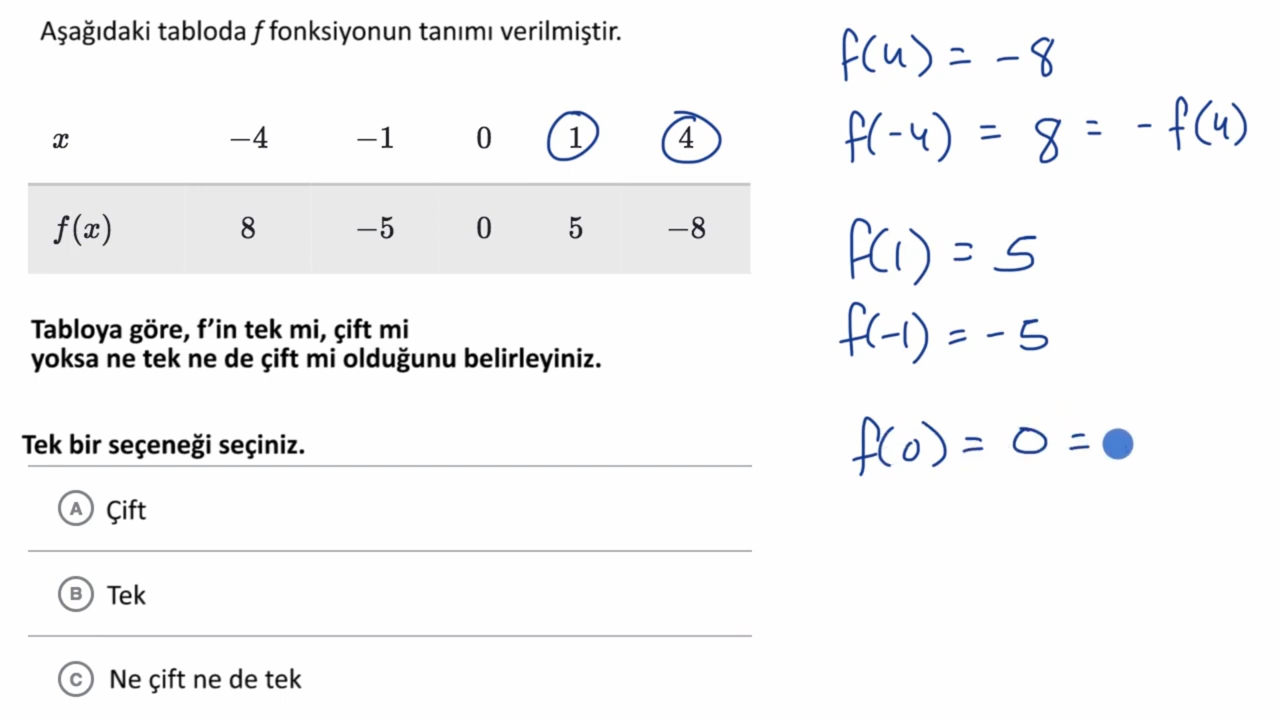 Aşağıdaki tabloda f fonksiyonun tanımı verilmiştir.
x −4 −1 0 1 4
f(x) 8 −5 0 5 −8
Tabloya göre, f’in tek mi, çift mi
yoksa ne tek ne de çift mi olduğunu belirleyiniz.
Tek bir seçeneği seçiniz.
A Çift
B Tek
C Ne çift ne de tek
f(4) = -8
f(-4) = 8 = -f(4)
f(1) = 5
f(-1) = -5
f(0) = 0 =